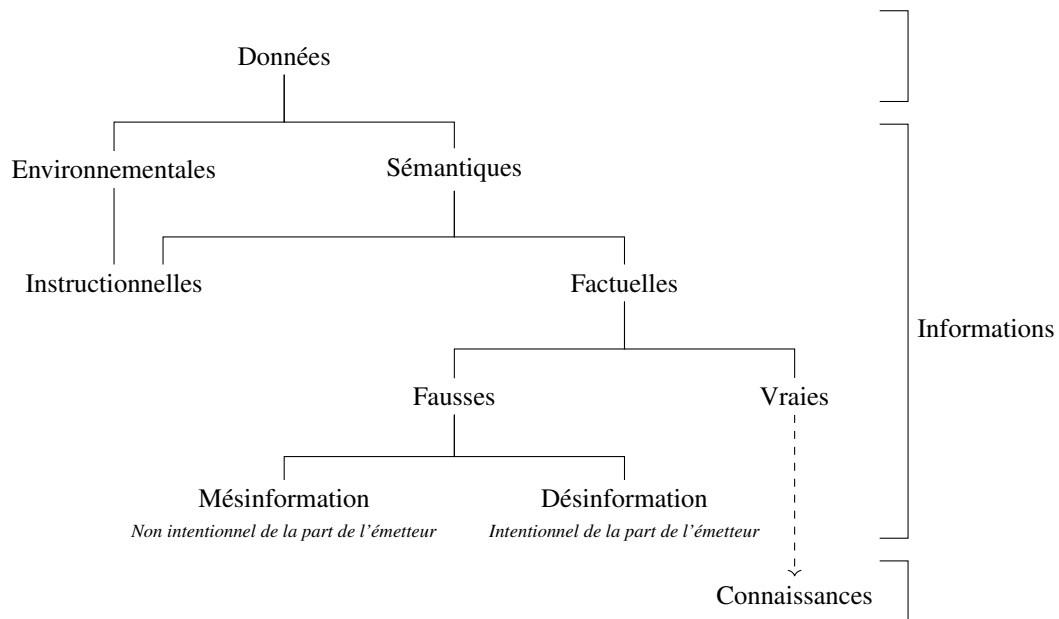 Données
Environnementales
Sémantiques
Instructionnelles
Factuelles
Informations
Fausses
Vraies
Mésinformation
Désinformation
Non intentionnel de la part de l'émetteur
Intentionnel de la part de l'émetteur
Connaissances